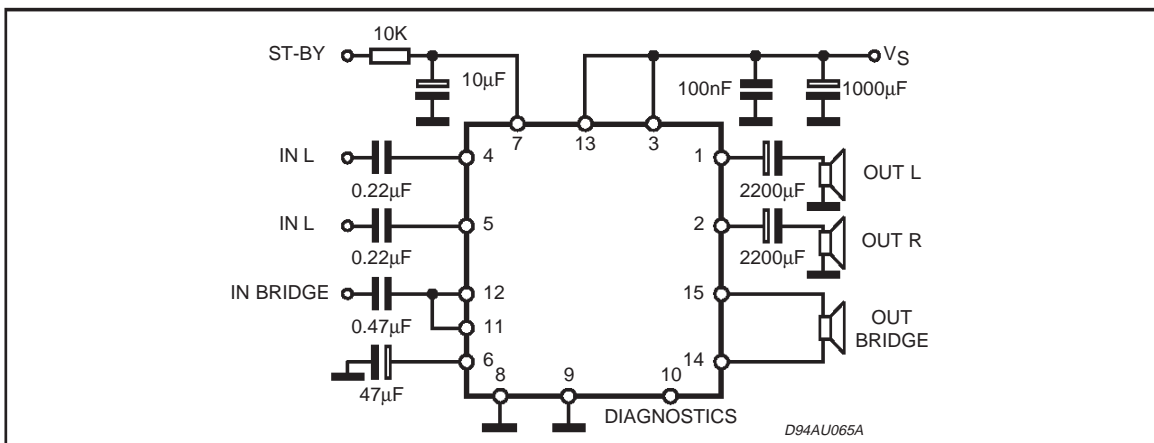 10K
ST-BY
VS
10µF
100nF
1000µF
7
13
3
IN L
4
1
OUT L
0.22µF
2200µF
IN L
5
2
OUT R
0.22µF
2200µF
IN BRIDGE
12
15
0.47µF
11
OUT
BRIDGE
6
14
47µF
8
9
10
DIAGNOSTICS
D94AU065A